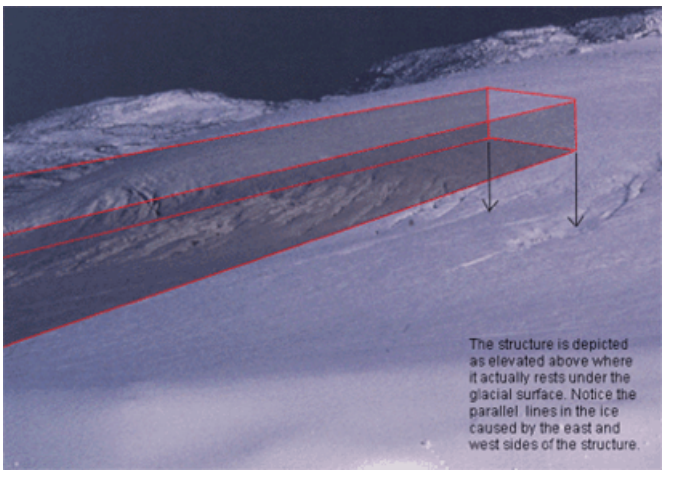 The structure is depicted
as elevated above where
it actually rests under the
glacial surface. Notice the
parallel lines in the ice
caused by the east and
west sides of the structure.